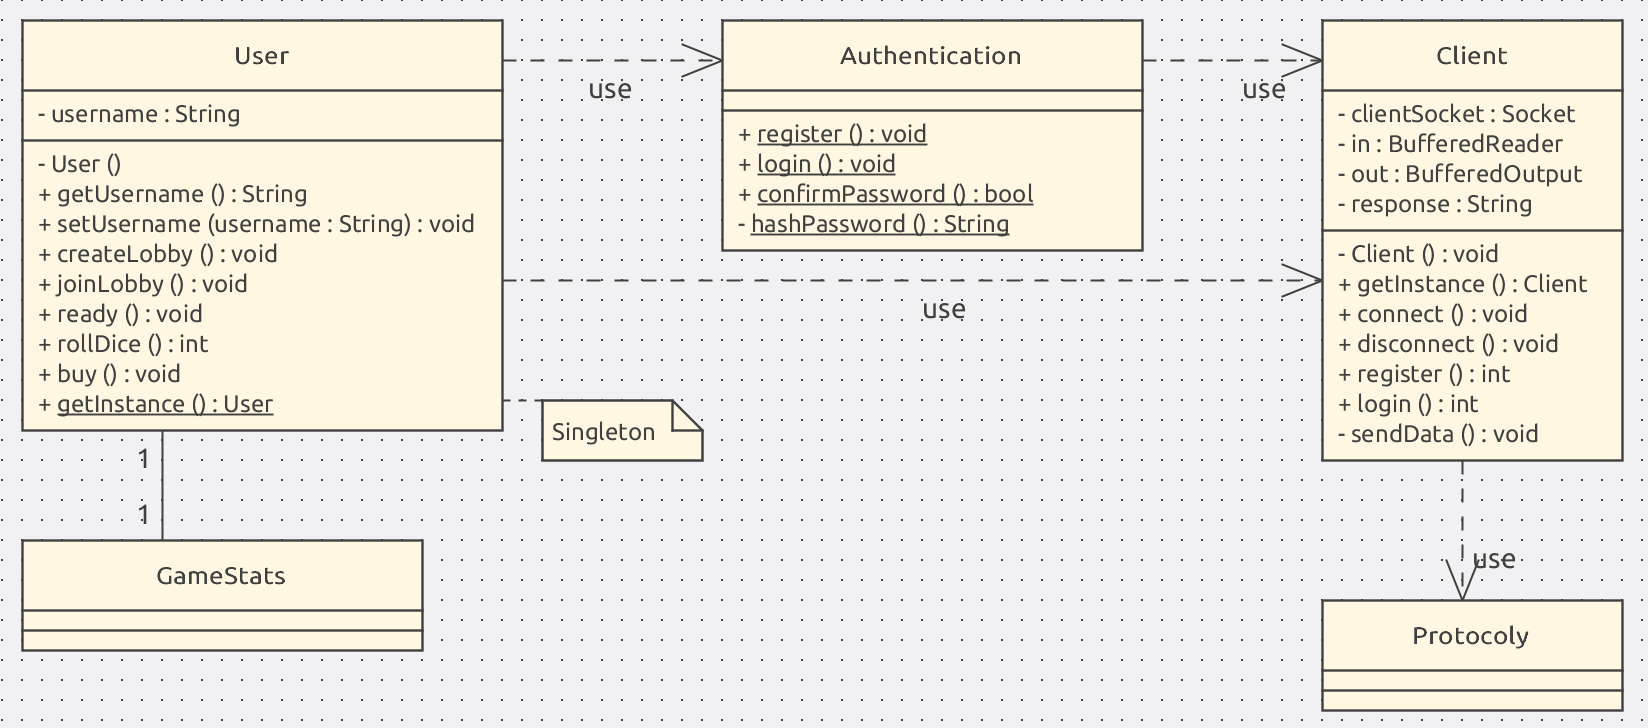 User
- username : String
- User ()
+ getUsername () : String
+ setUsername (username : String) : void
+ createLobby () : void
+ joinLobby () : void
+ ready () : void
+ rollDice () : int
+ buy () : void
+ getInstance () : User
use
Authentication
+ register () : void
+ login () : void
+ confirmPassword () : bool
- hashPassword () : String
use
Client
- clientSocket : Socket
- in : BufferedReader
- out : BufferedOutput
- response : String
- Client () : void
+ getInstance () : Client
+ connect () : void
+ disconnect () : void
+ register () : int
+ login () : int
- sendData () : void
use
Singleton
1
1
GameStats
use
Protocoly